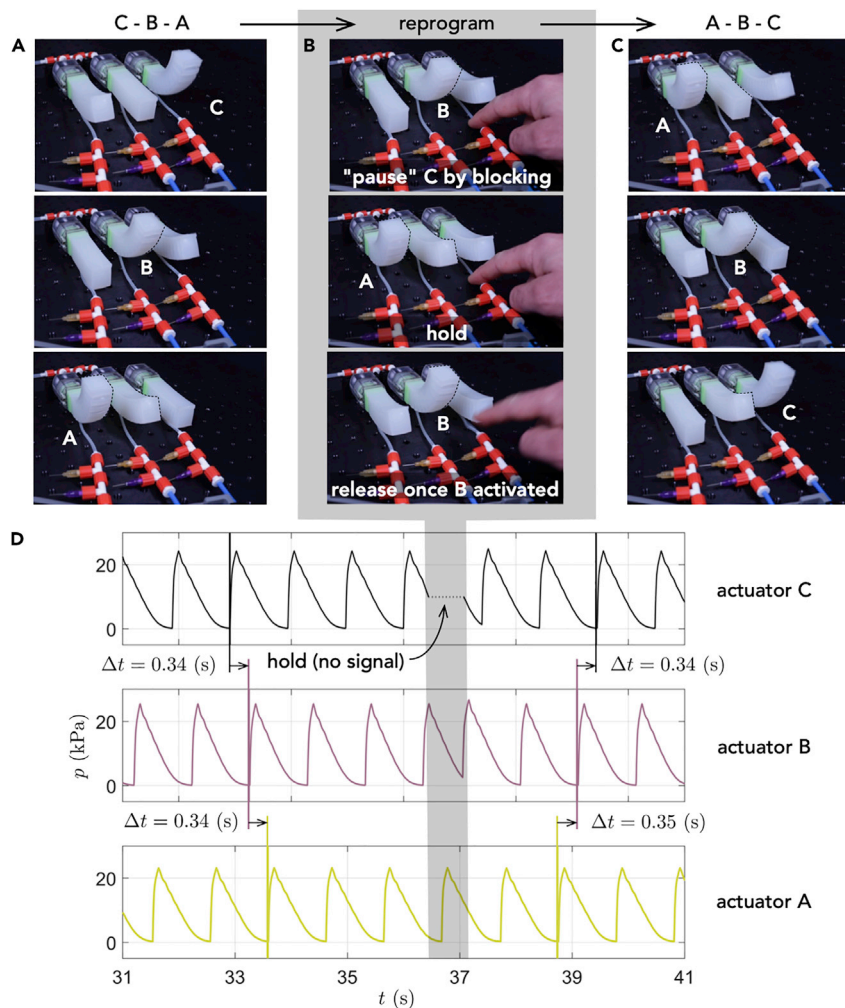 C - B - A
reprogram
A - B - C
A
B
C
C
B
A
B
"pause" C by blocking
A
hold
B
release once B activated
A
B
C
D
20
0
actuator C
hold (no signal)
Δt = 0.34 (s)
Δt = 0.34 (s)
p (kPa)
20
0
actuator B
Δt = 0.34 (s)
Δt = 0.35 (s)
20
0
actuator A
31 33 35 37 39 41
t (s)